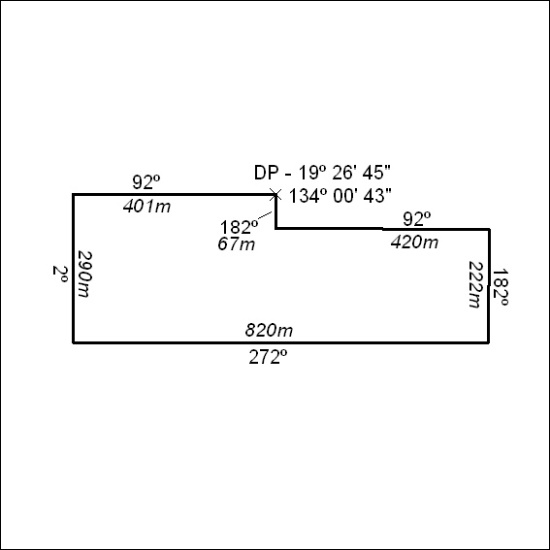 DP - 19º 26' 45"
134º 00' 43"
92º
401m
182º
67m
92º
420m
290m
2º
222m
182º
820m
272º